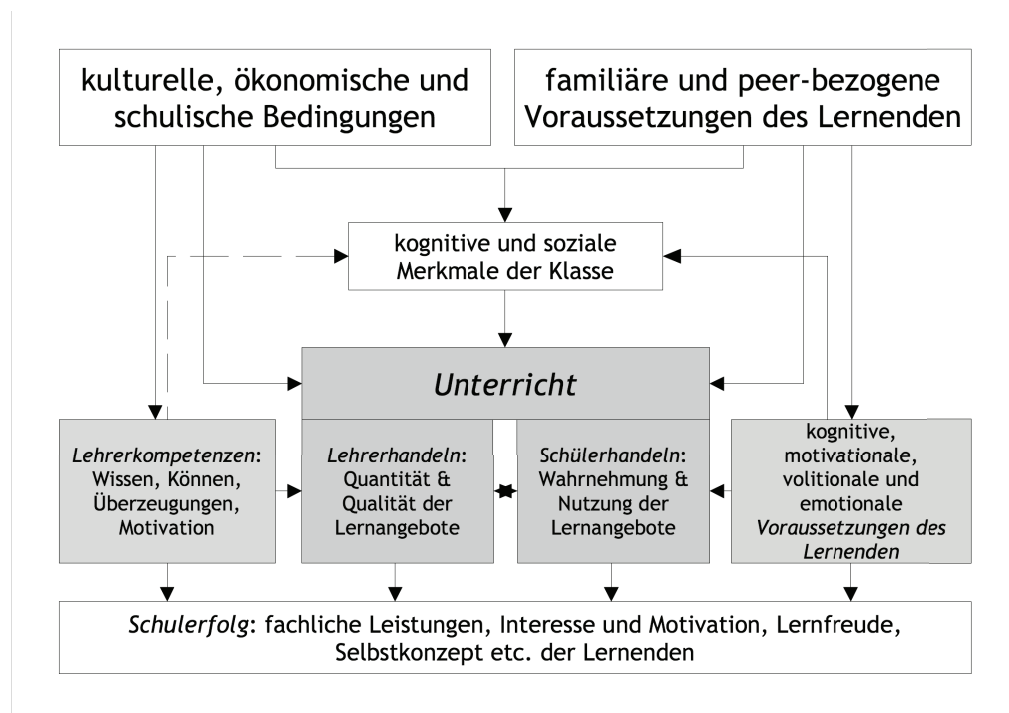 kulturelle, ökonomische und
schulische Bedingungen
familiäre und peer-bezogene
Voraussetzungen des Lernenden
kognitive und soziale
Merkmale der Klasse
Unterricht
Lehrerkompetenzen:
Wissen, Können,
Überzeugungen,
Motivation
Lehrerhandeln:
Quantität &
Qualität der
Lernangebote
Schülerhandeln:
Wahrnehmung &
Nutzung der
Lernangebote
kognitive,
motivationale,
volitionale und
emotionale
Voraussetzungen des
Lernenden
Schulerfolg: fachliche Leistungen, Interesse und Motivation, Lernfreude,
Selbstkonzept etc. der Lernenden